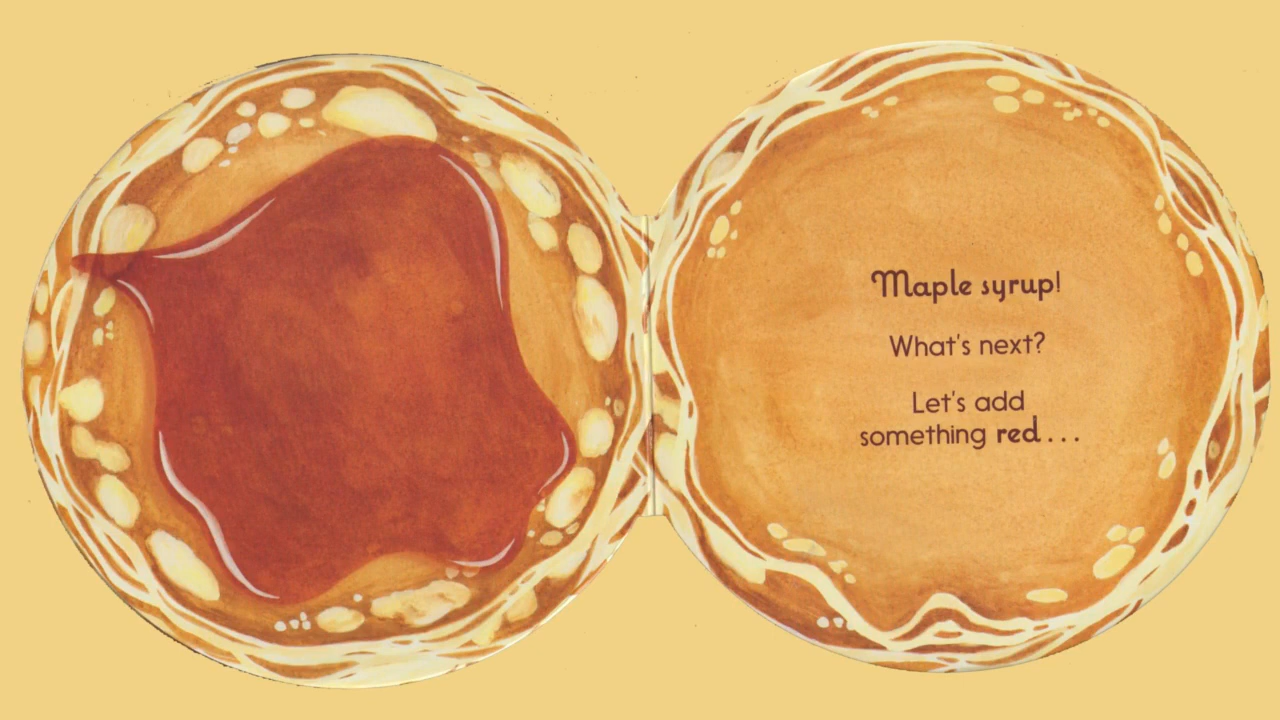 Maple syrup!
What's next?
Let's add
something red . . .